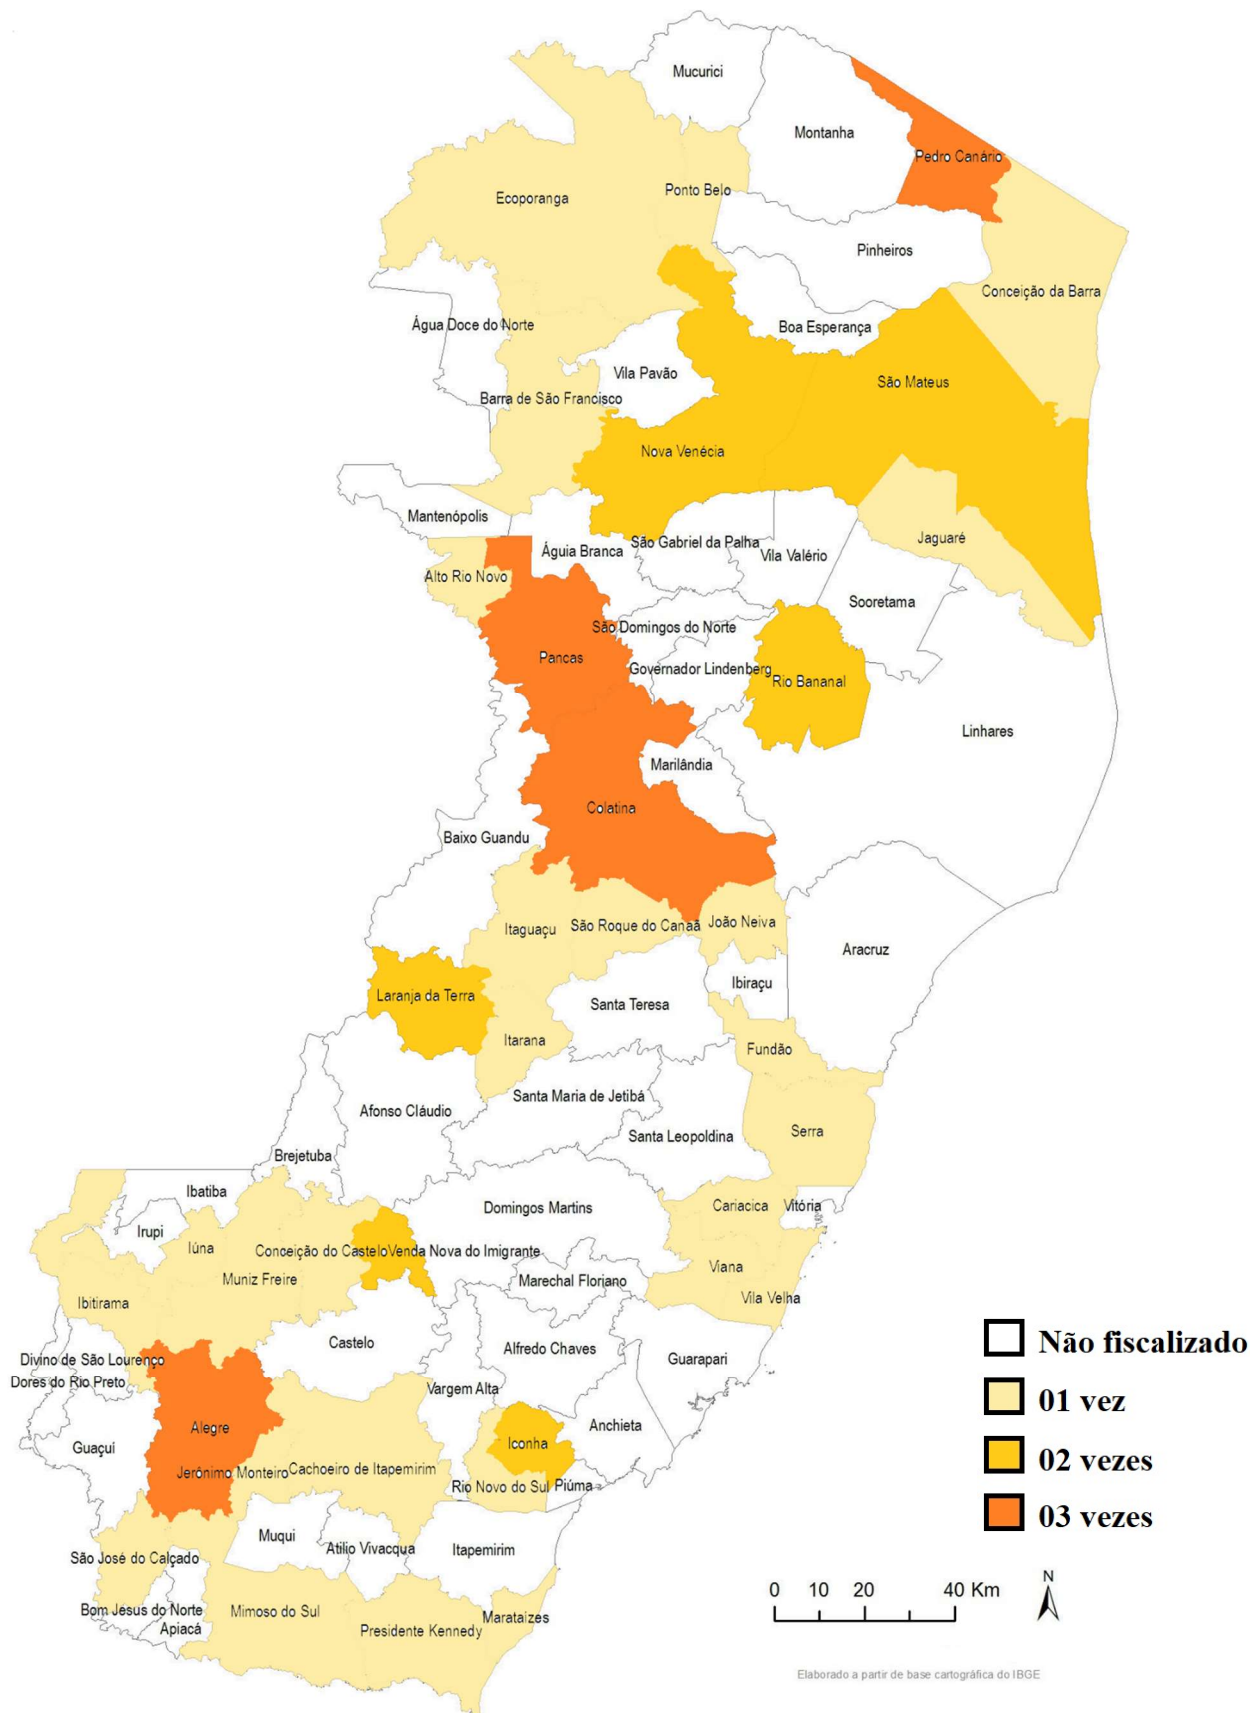 Mucurici
Montanha
Pedro Canário
Ecoporanga
Ponto Belo
Pinheiros
Conceição da Barra
Água Doce do Norte
Boa Esperança
Vila Pavão
São Mateus
Barra de São Francisco
Nova Venécia
Mantenópolis
Águia Branca
São Gabriel da Palha
Vila Valério
Jaguaré
Alto Rio Novo
Sooretama
São Domingos do Norte
Pancas
Governador Lindenberg
Rio Bananal
Linhares
Marilândia
Colatina
Baixo Guandu
Itaguaçu
São Roque do Canaã
João Neiva
Aracruz
Ibiraçu
Laranja da Terra
Santa Teresa
Itarana
Fundão
Santa Maria de Jetibá
Afonso Cláudio
Serra
Santa Leopoldina
Brejetuba
Ibatiba
Domingos Martins
Cariacica
Vitória
Irupi
Iúna
Conceição do Castelo
Venda Nova do Imigrante
Viana
Muniz Freire
Marechal Floriano
Vila Velha
Ibitirama
Castelo
Alfredo Chaves
Guarapari
Divino de São Lourenço
Dores do Rio Preto
Vargem Alta
Alegre
Anchieta
Guaçuí
Iconha
Jerônimo Monteiro
Cachoeiro de Itapemirim
Rio Novo do Sul
Piúma
Muqui
Atilio Vivacqua
Itapemirim
São José do Calçado
Bom Jesus do Norte
Mimoso do Sul
Marataízes
Apiacá
Presidente Kennedy
Não fiscalizado
01 vez
02 vezes
03 vezes
N
0 10 20 40 Km
Elaborado a partir de base cartográfica do IBGE